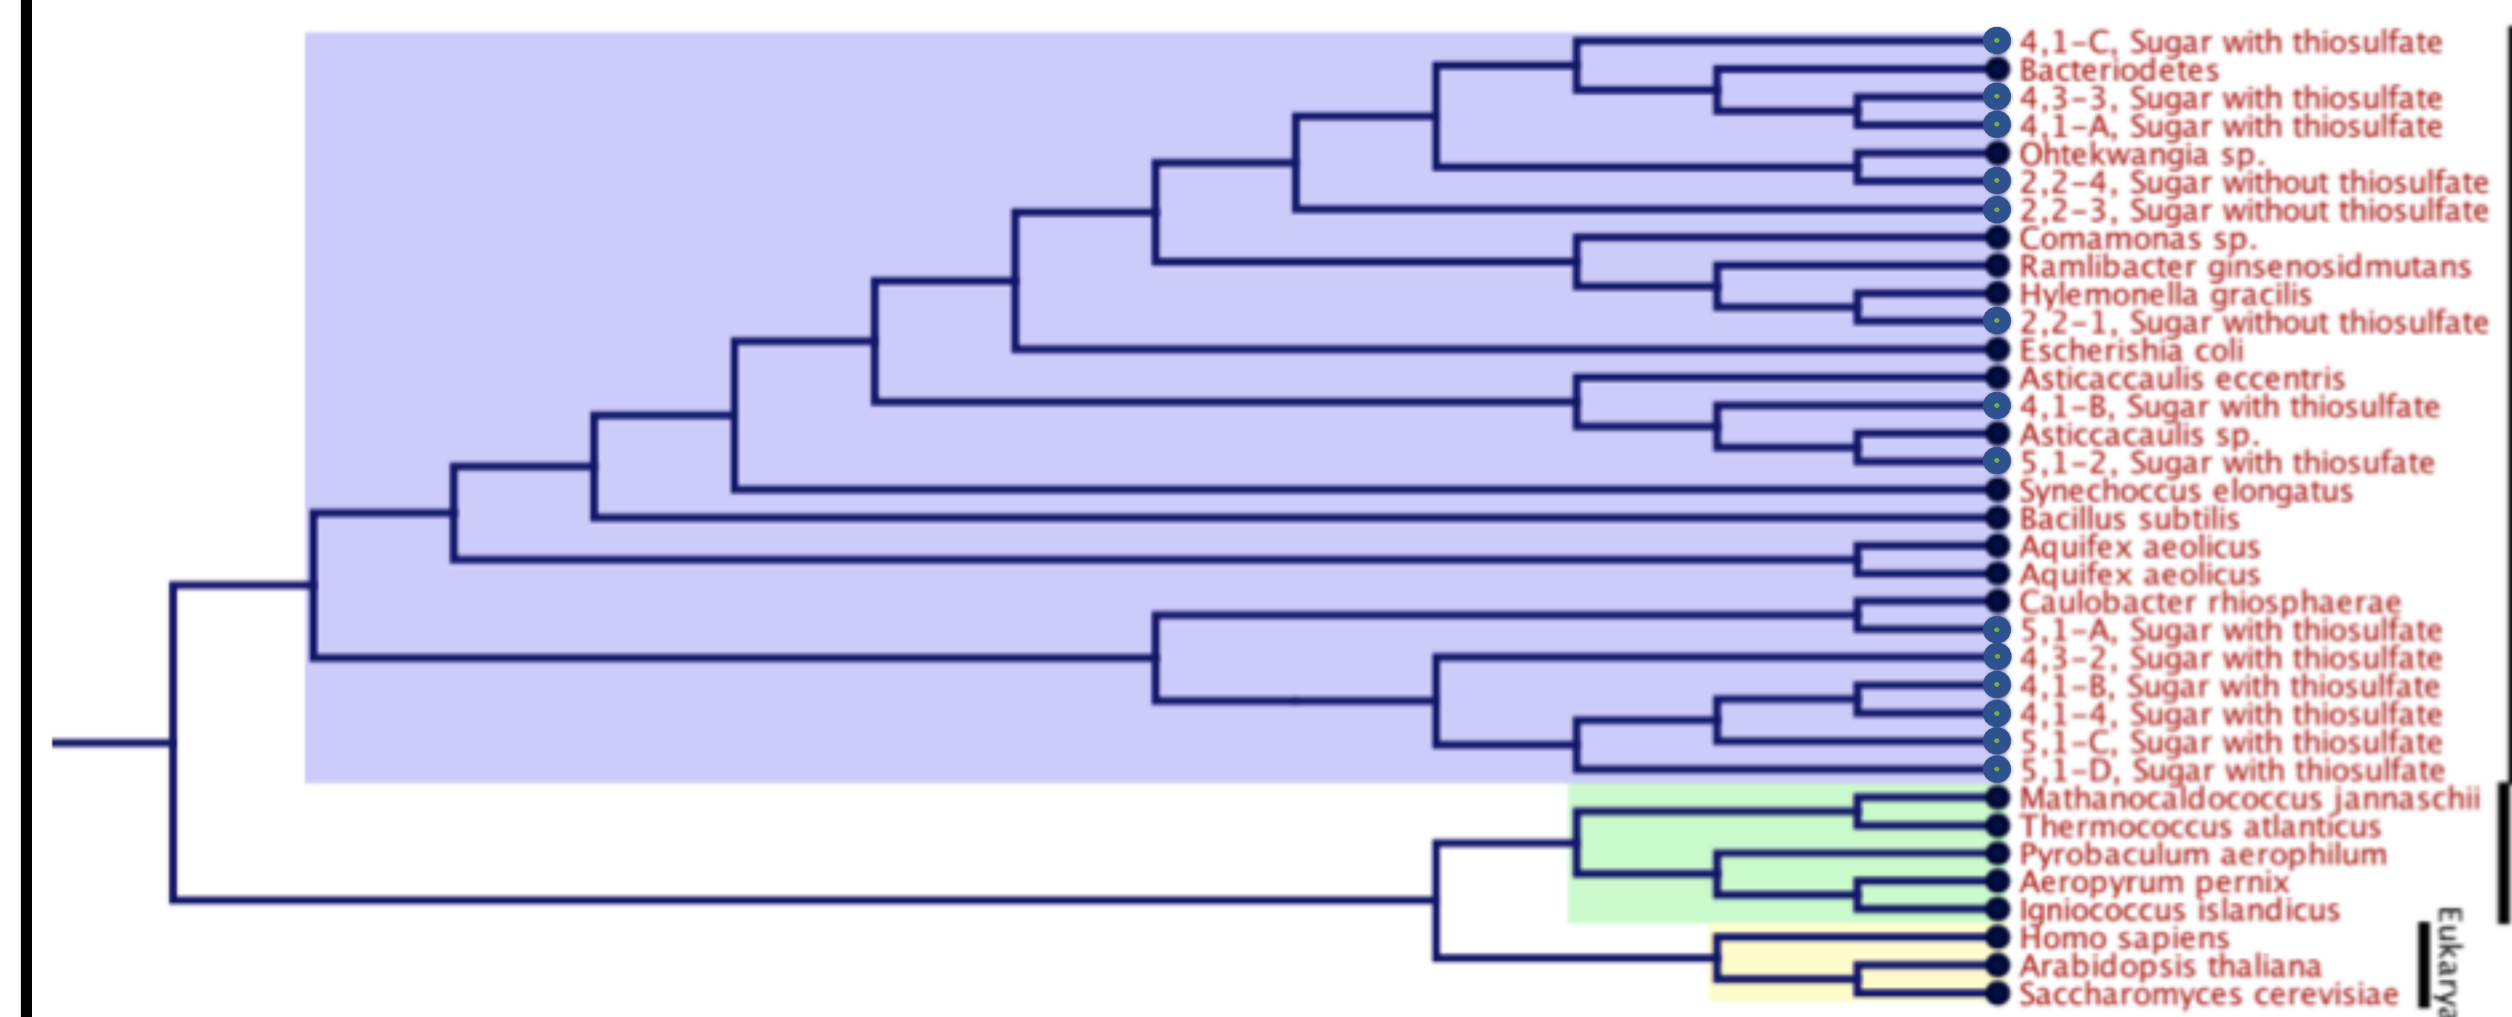 4,1-C, Sugar with thiosulfate
Bacteriodetes
4,3-3, Sugar with thiosulfate
4,1-A, Sugar with thiosulfate
Ohtekwangia sp.
2,2-4, Sugar without thiosulfate
2,2-3, Sugar without thiosulfate
Comamonas sp.
Ramlibacter ginsenosidmutans
Hylemonella gracilis
2,2-1, Sugar without thiosulfate
Escherishia coli
Asticaccaulis eccentris
4,1-B, Sugar with thiosulfate
Asticcacaulis sp.
5,1-2, Sugar with thiosufate
Synechoccus elongatus
Bacillus subtilis
Aquifex aeolicus
Aquifex aeolicus
Caulobacter rhiosphaerae
5,1-A, Sugar with thiosulfate
4,3-2, Sugar with thiosulfate
4,1-B, Sugar with thiosulfate
4,1-4, Sugar with thiosulfate
5,1-C, Sugar with thiosulfate
5,1-D, Sugar with thiosulfate
Mathanocaldococcus jannaschii
Thermococcus atlanticus
Pyrobaculum aerophilum
Aeropyrum pernix
Igniococcus islandicus
Homo sapiens
Arabidopsis thaliana
Saccharomyces cerevisiae
Eukarya